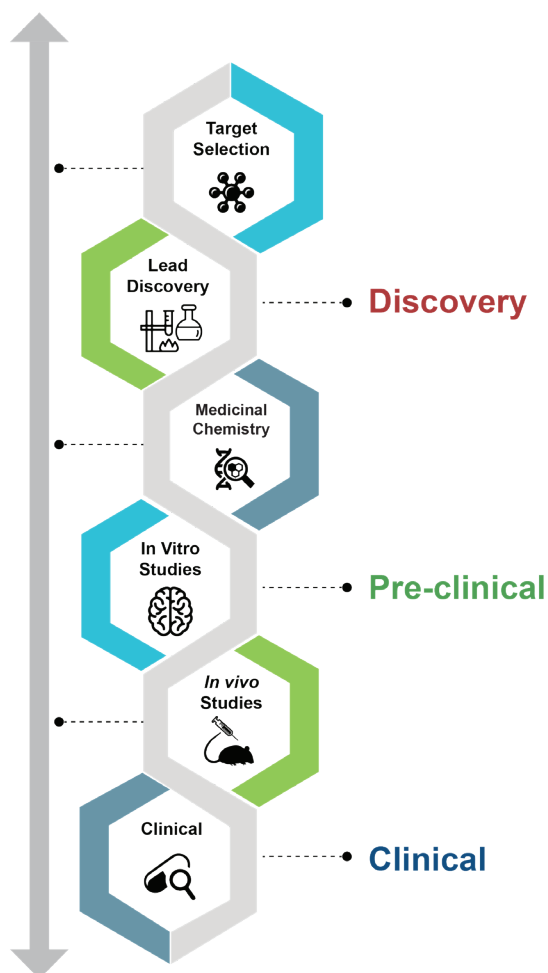 Target
Selection
Lead
Discovery
Discovery
Medicinal
Chemistry
In Vitro
Studies
Pre-clinical
In vivo
Studies
Clinical
Clinical